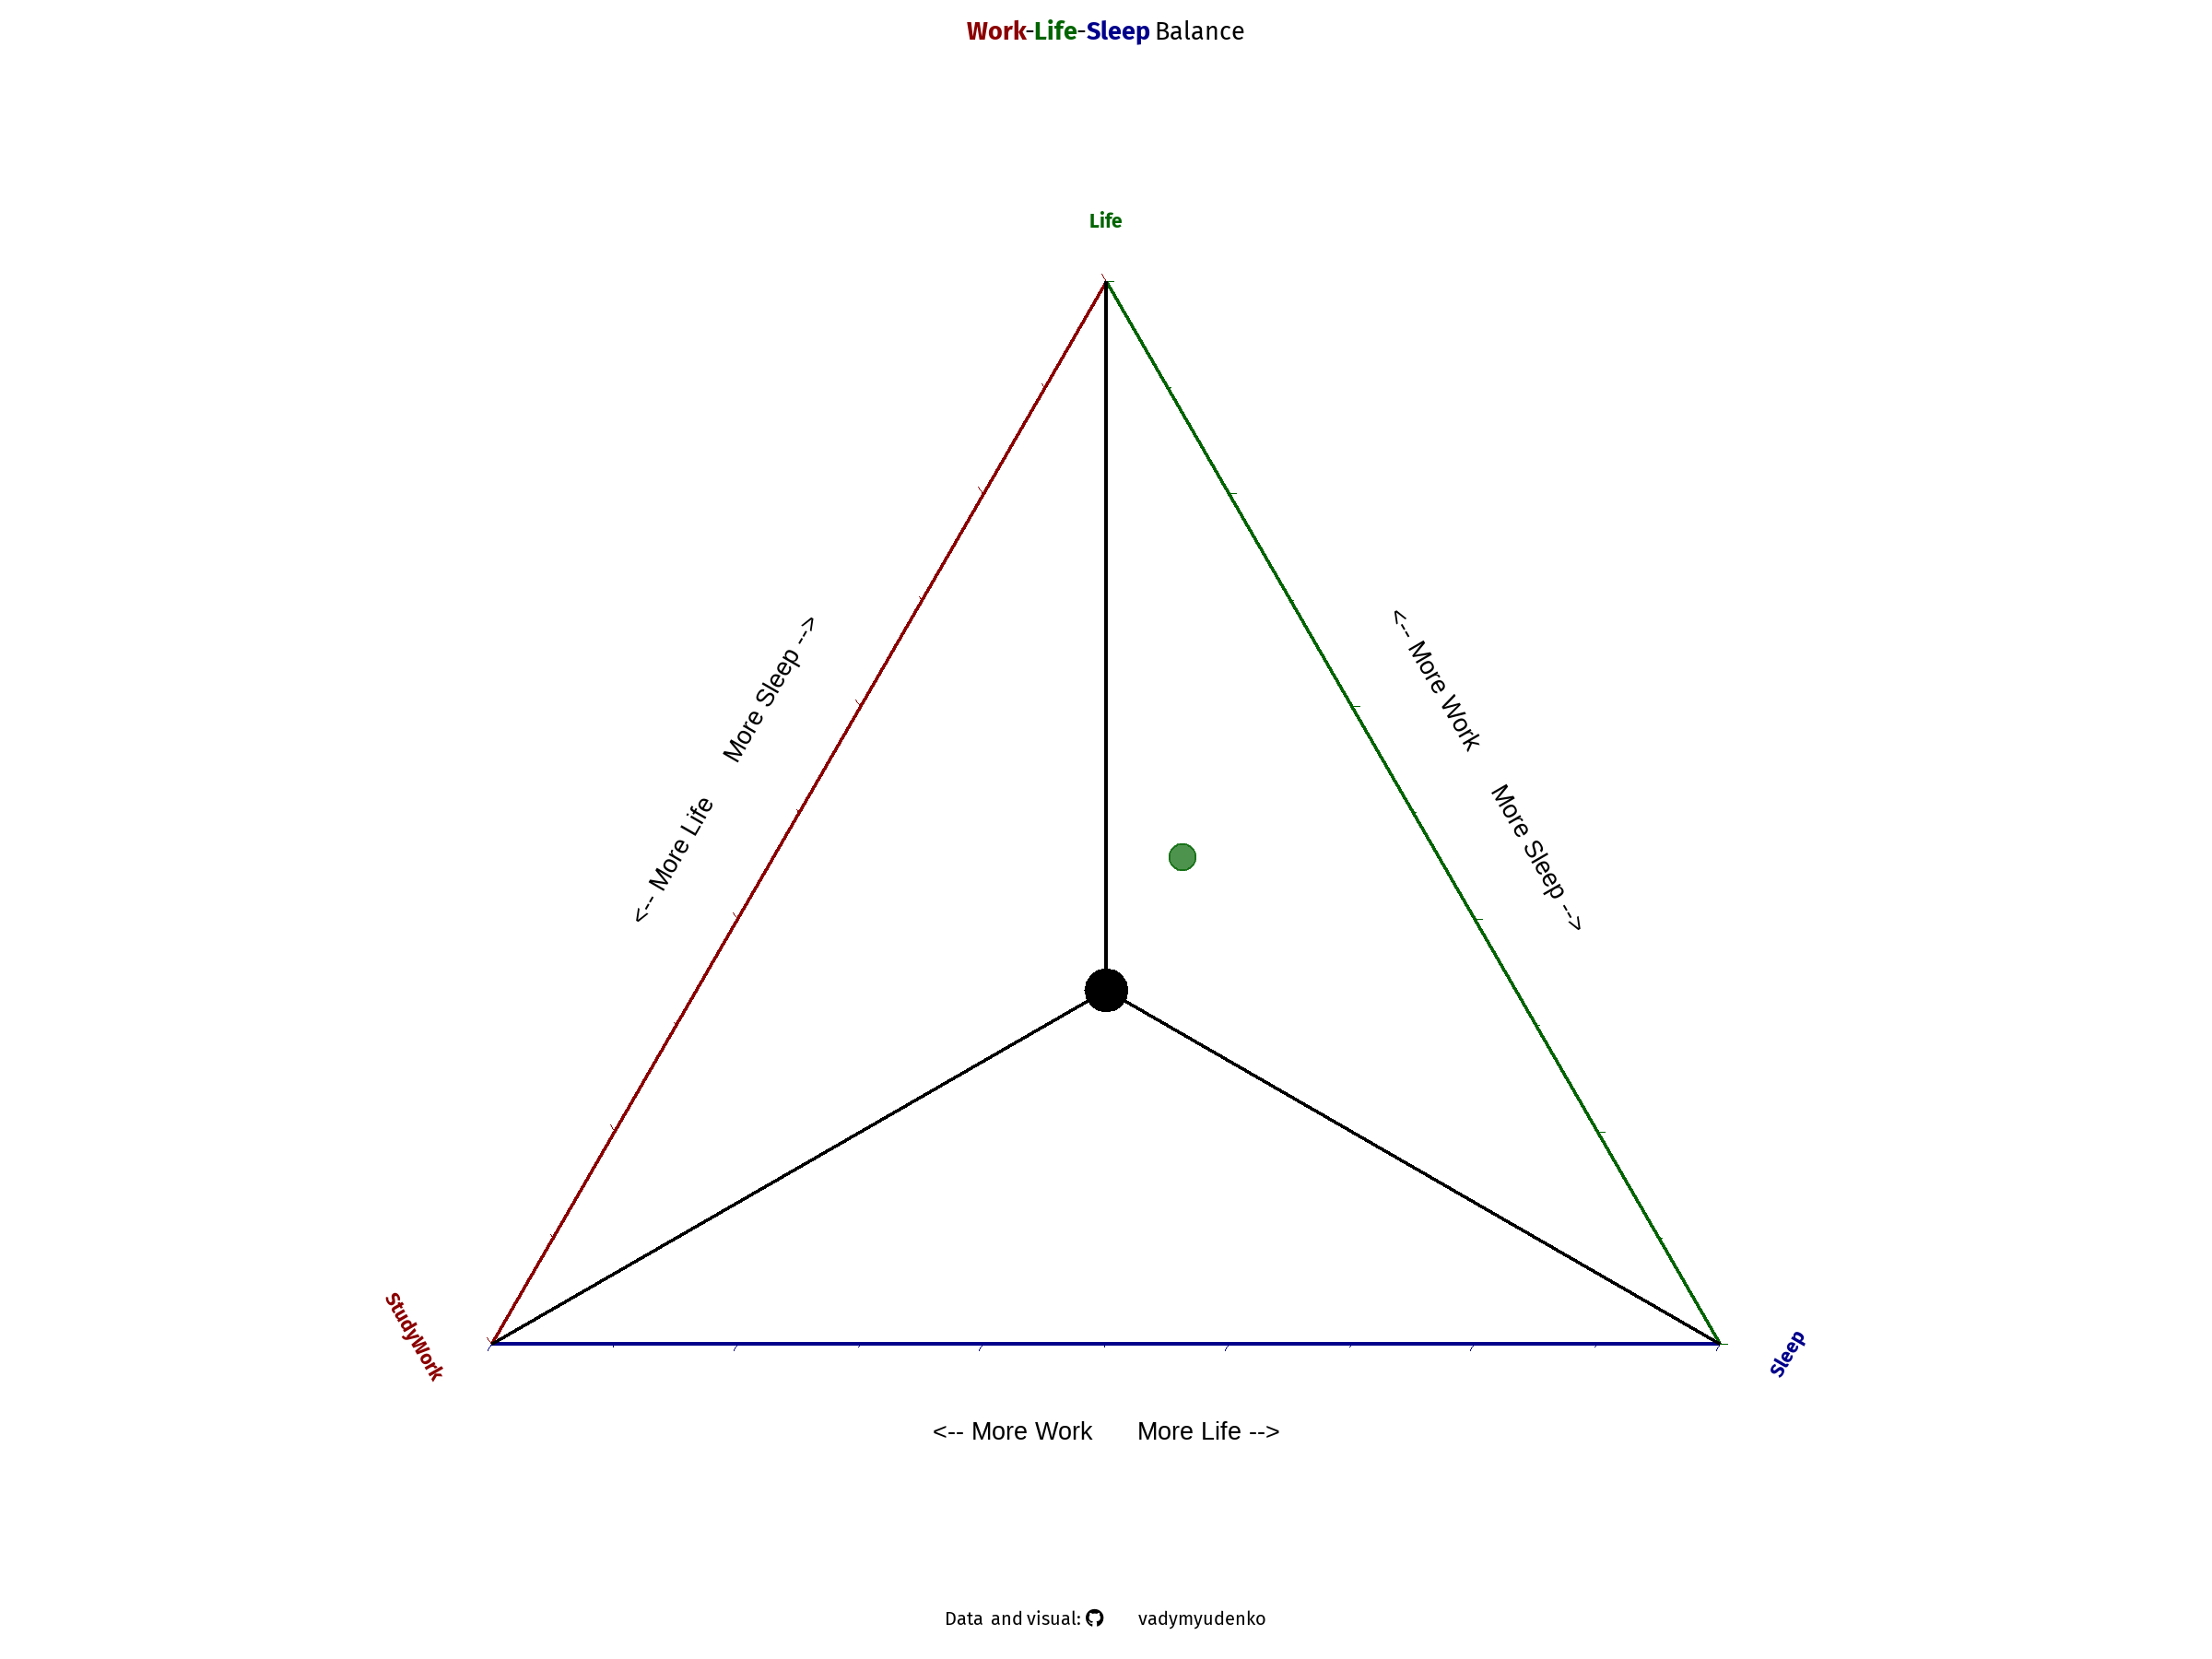 Work-Life-Sleep Balance
Life
<-- More Life More Sleep -->
<-- More Work More Sleep -->
StudyWork
Sleep
<-- More Work More Life -->
Data and visual: vadymyudenko